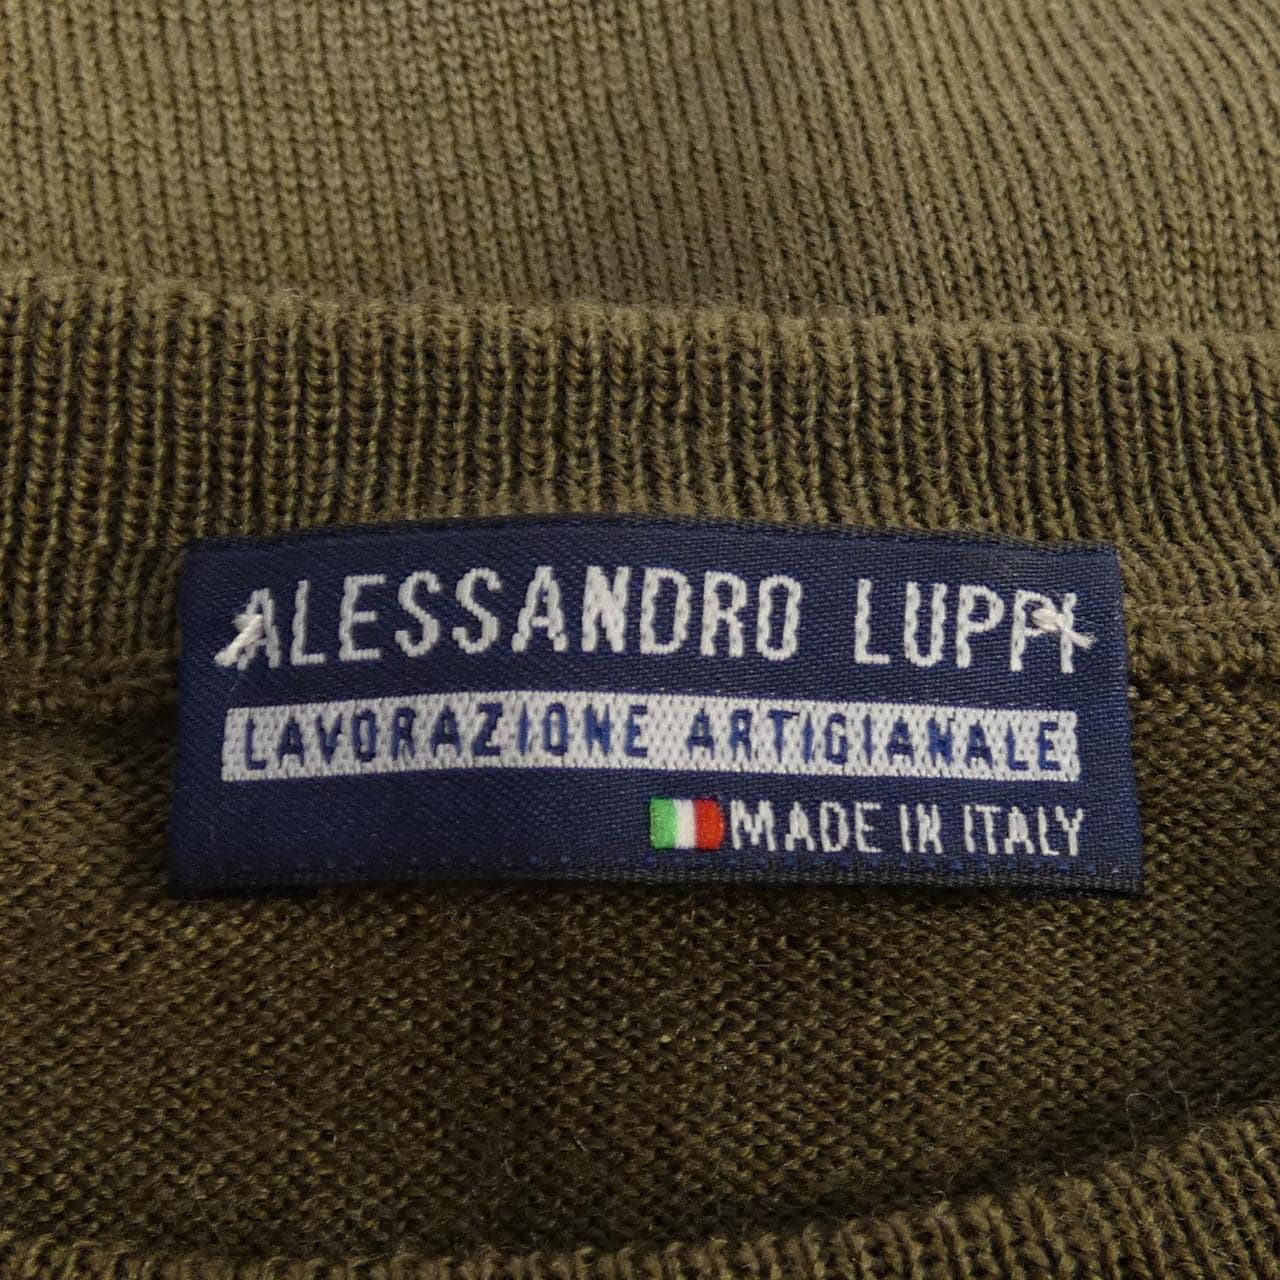 ALESSANDRO LUPPI
LAVORAZIONE ARTIGIANALE
MADE IN ITALY